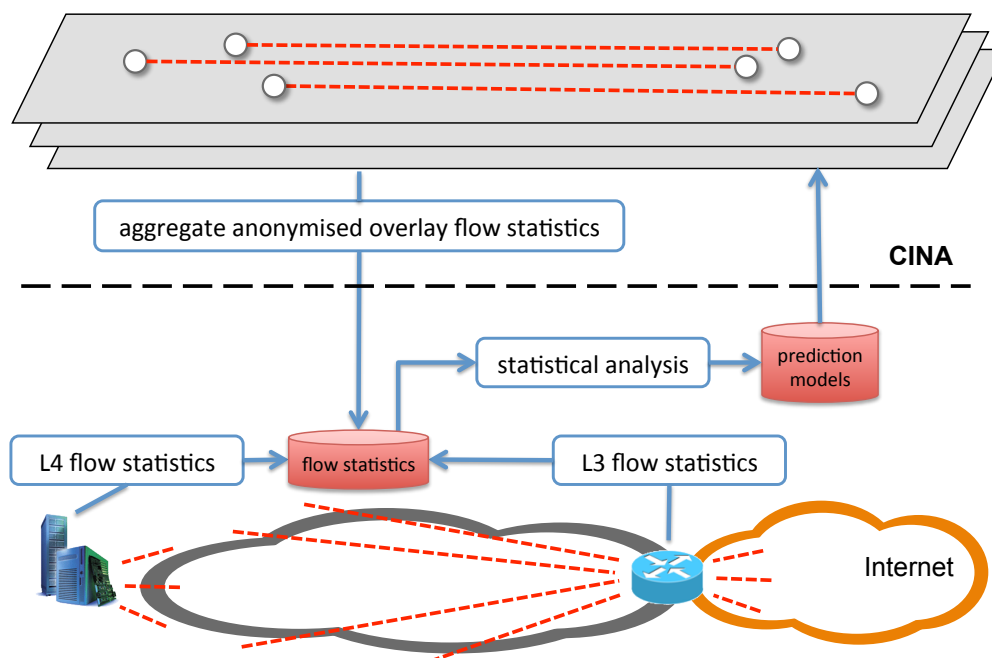 aggregate anonymised overlay flow statistics
CINA
statistical analysis
prediction
models
L4 flow statistics
flow statistics
L3 flow statistics
Internet